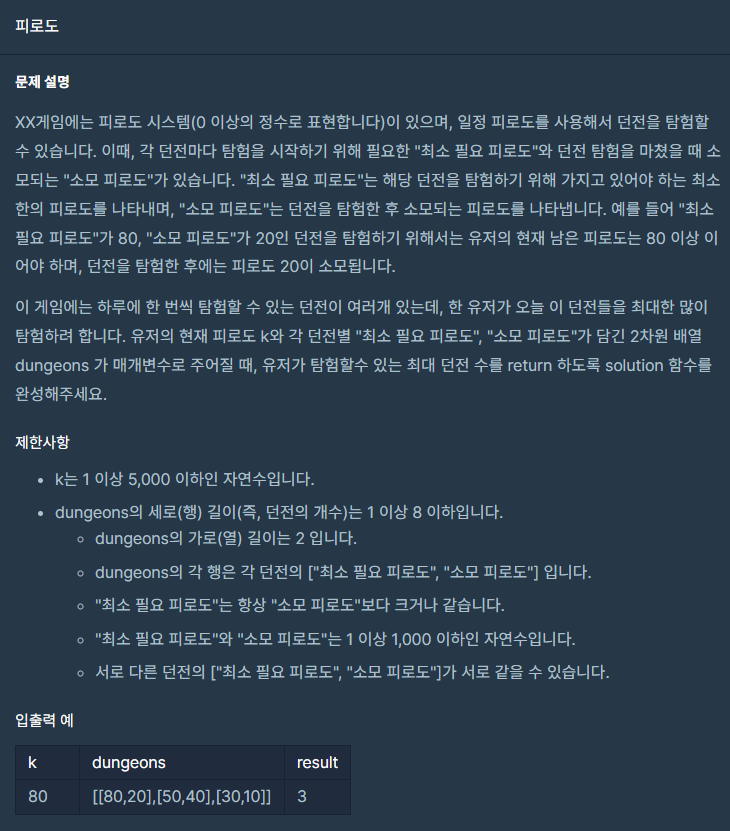 피로도
문제 설명
XX게임에는 피로도 시스템(0 이상의 정수로 표현합니다)이 있으며, 일정 피로도를 사용해서 던전을 탐험할
수 있습니다. 이때, 각 던전마다 탐험을 시작하기 위해 필요한 "최소 필요 피로도"와 던전 탐험을 마쳤을 때 소
모되는 "소모 피로도"가 있습니다. "최소 필요 피로도"는 해당 던전을 탐험하기 위해 가지고 있어야 하는 최소
한의 피로도를 나타내며, "소모 피로도"는 던전을 탐험한 후 소모되는 피로도를 나타냅니다. 예를 들어 "최소
필요 피로도"가 80, "소모 피로도"가 20인 던전을 탐험하기 위해서는 유저의 현재 남은 피로도는 80 이상 이
어야 하며, 던전을 탐험한 후에는 피로도 20이 소모됩니다.
이 게임에는 하루에 한 번씩 탐험할 수 있는 던전이 여러개 있는데, 한 유저가 오늘 이 던전들을 최대한 많이
탐험하려 합니다. 유저의 현재 피로도 k와 각 던전별 "최소 필요 피로도", "소모 피로도"가 담긴 2차원 배열
dungeons 가 매개변수로 주어질 때, 유저가 탐험할수 있는 최대 던전 수를 return 하도록 solution 함수를
완성해주세요.
제한사항
• k는 1 이상 5,000 이하인 자연수입니다.
• dungeons의 세로(행) 길이(즉, 던전의 개수)는 1 이상 8 이하입니다.
◦ dungeons의 가로(열) 길이는 2 입니다.
◦ dungeons의 각 행은 각 던전의 ["최소 필요 피로도", "소모 피로도"] 입니다.
◦ "최소 필요 피로도"는 항상 "소모 피로도"보다 크거나 같습니다.
◦ "최소 필요 피로도"와 "소모 피로도"는 1 이상 1,000 이하인 자연수입니다.
◦ 서로 다른 던전의 ["최소 필요 피로도", "소모 피로도"]가 서로 같을 수 있습니다.
입출력 예
k dungeons result
80 [[80,20],[50,40],[30,10]] 3